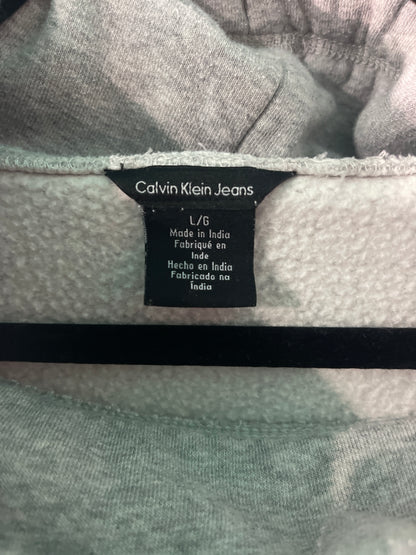 Calvin Klein Jeans
L/G
Made in India
Fabriqué en
Inde
Hecho en India
Fabricado na
Índia